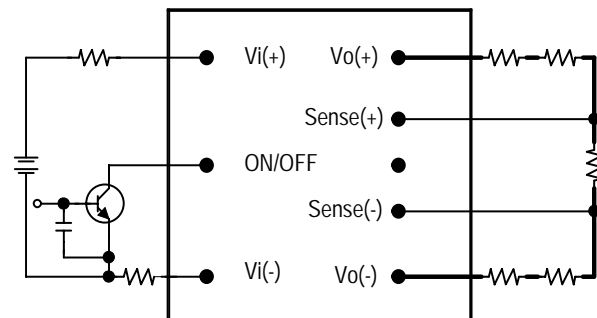 Vi(+) Vo(+)
Sense(+)
ON/OFF
Sense(-)
Vi(-) Vo(-)